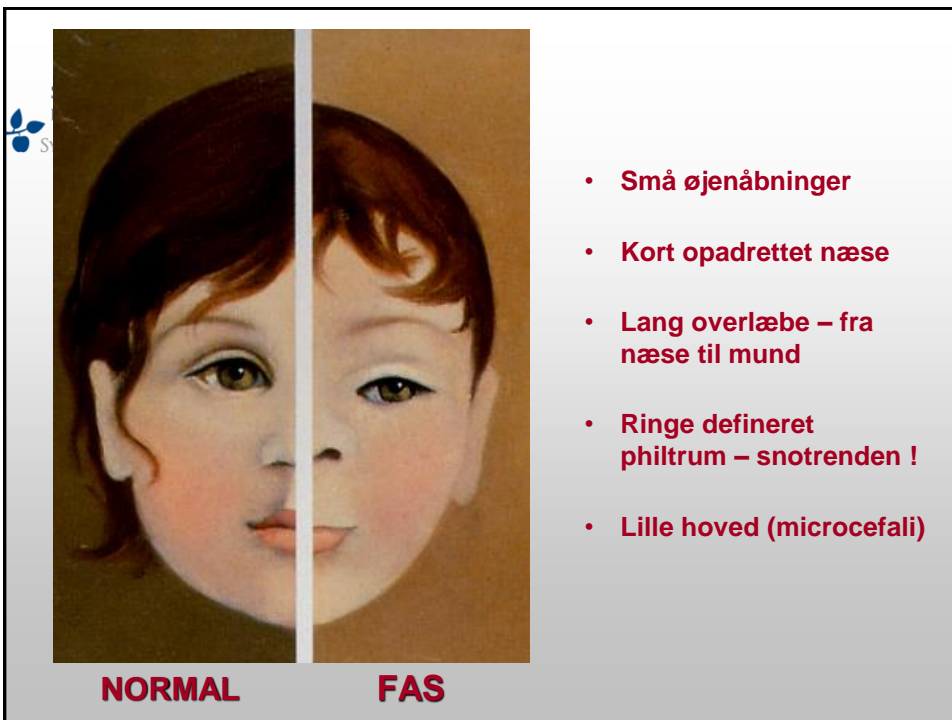 • Små øjenåbninger
• Kort opadrettet næse
• Lang overlæbe – fra
næse til mund
• Ringe defineret
philtrum – snotrenden !
• Lille hoved (microcefali)
NORMAL FAS